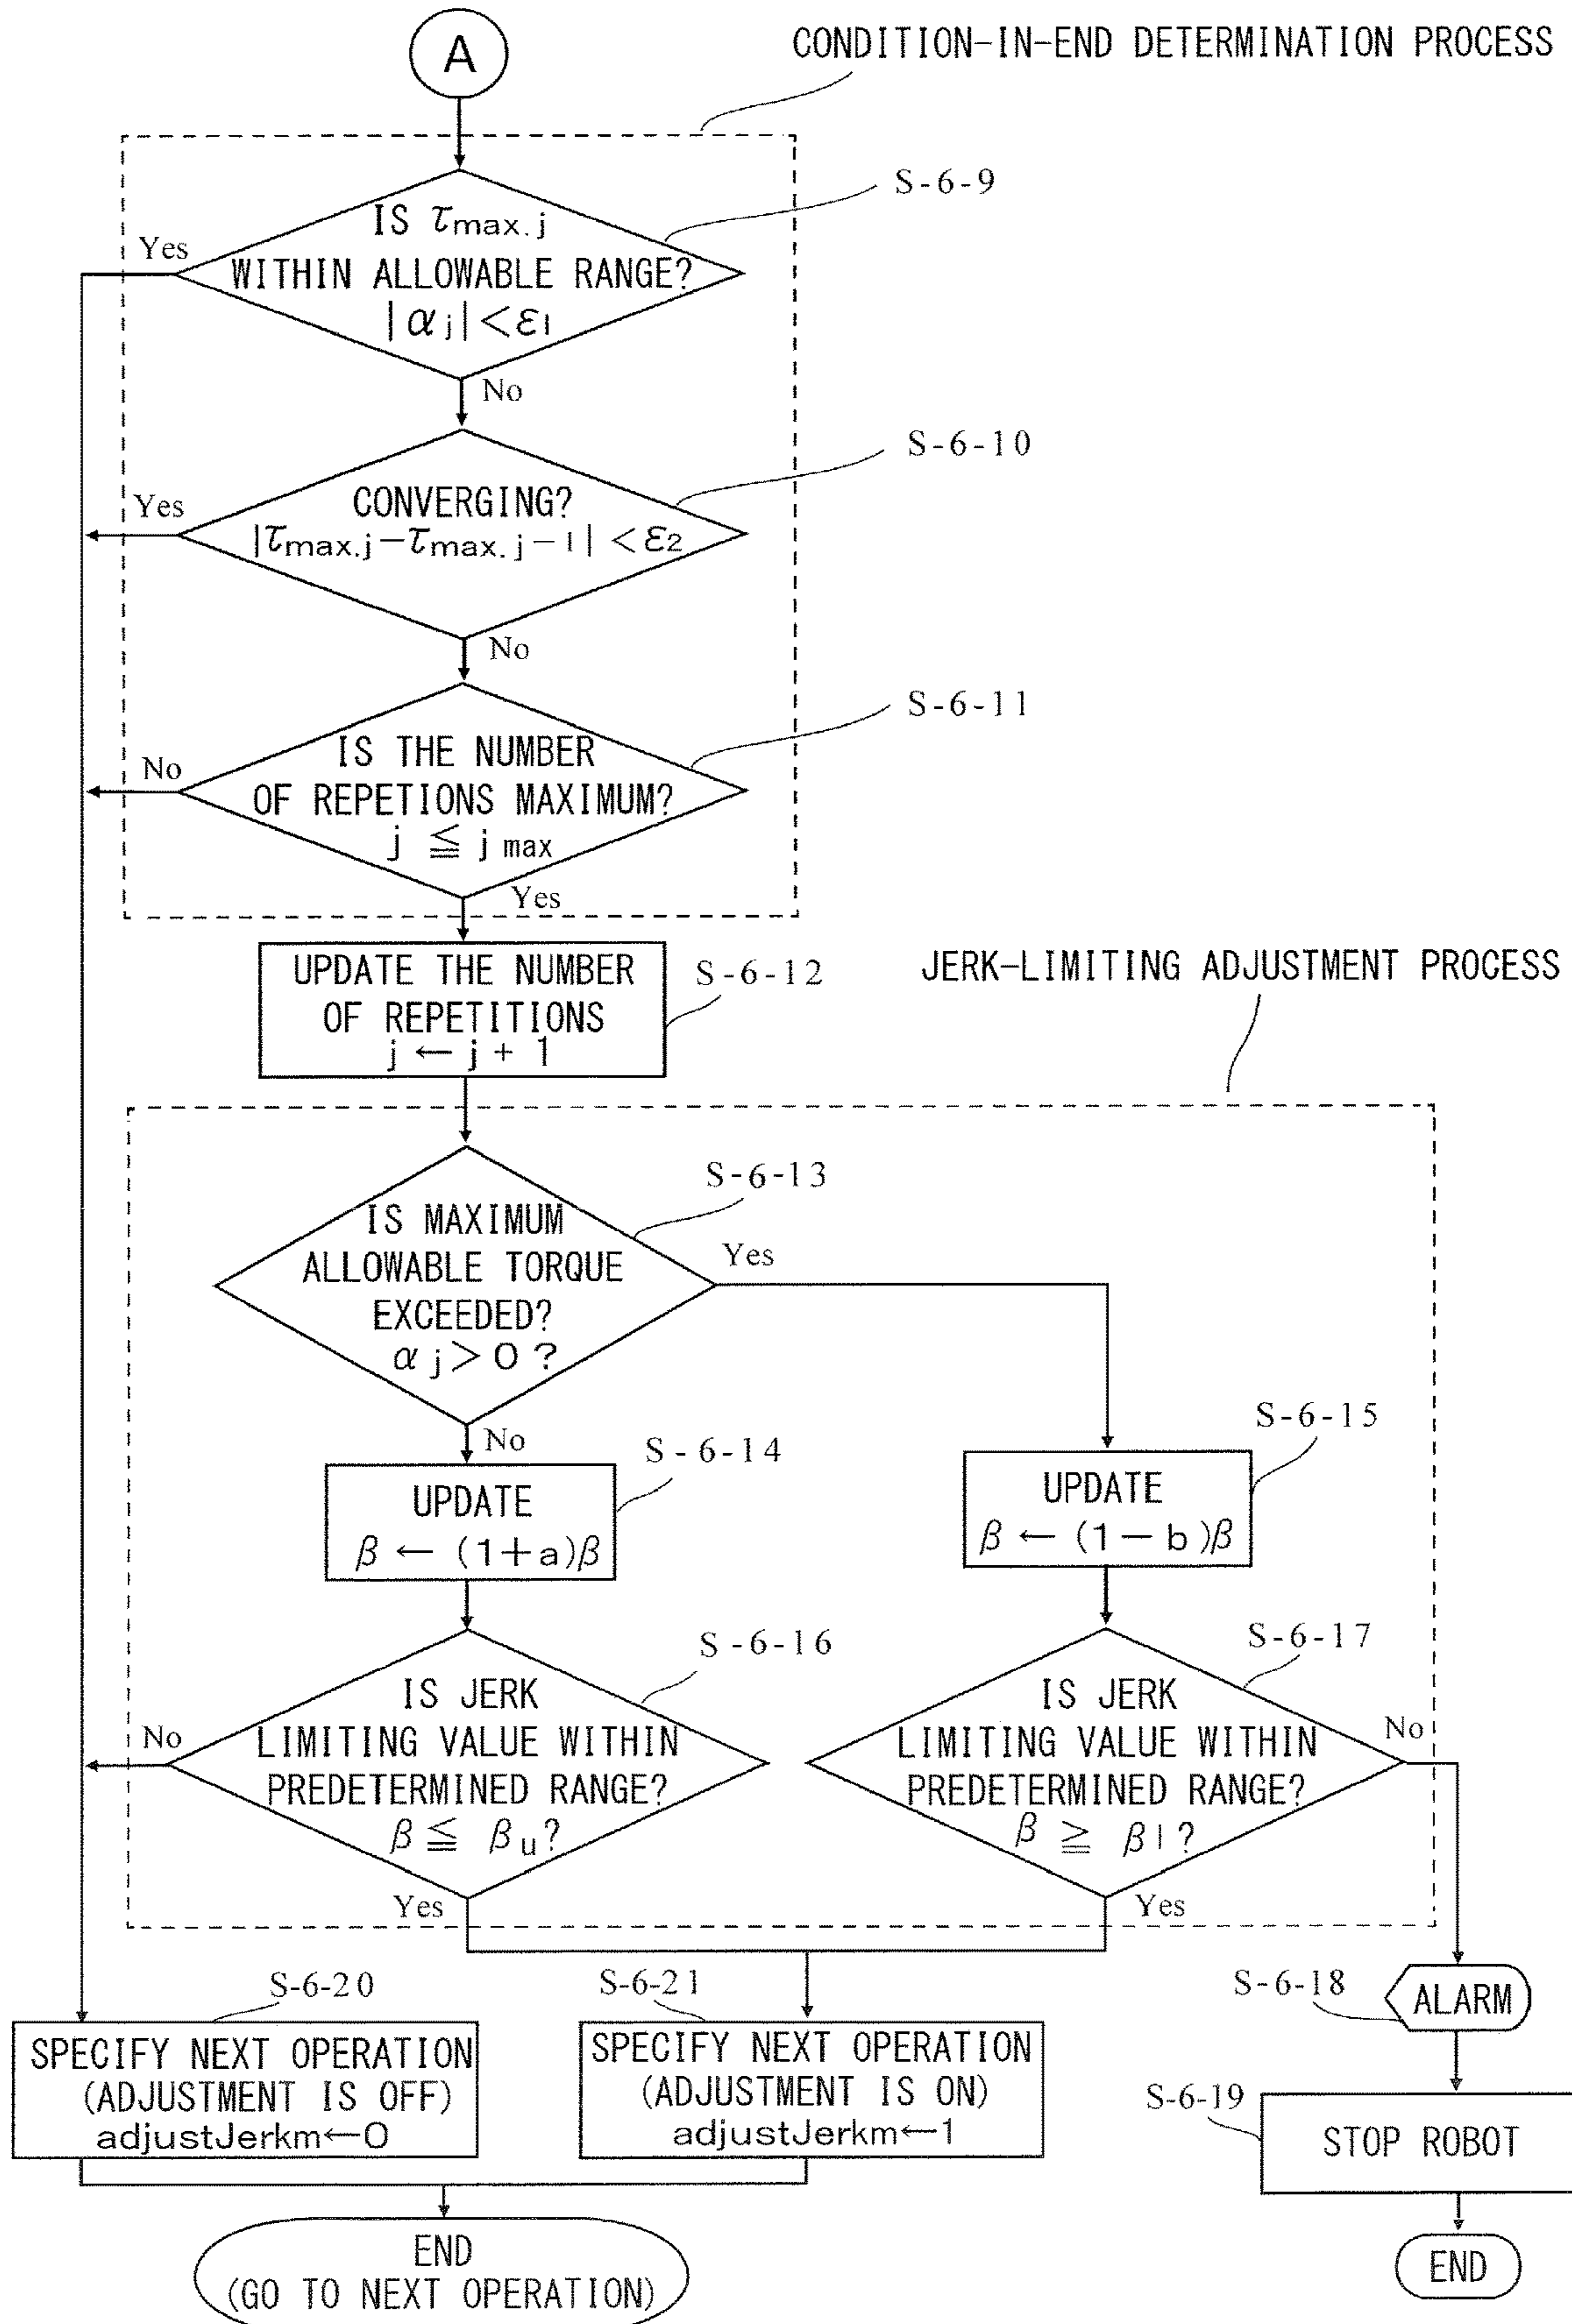 A
CONDITION-IN-END DETERMINATION PROCESS
S-6-9
IS τmax.j
WITHIN ALLOWABLE RANGE?
|αj|<ε1
Yes
No
S-6-10
CONVERGING?
|τmax.j−τmax.j−1|<ε2
Yes
No
S-6-11
IS THE NUMBER
OF REPETIONS MAXIMUM?
j ≦ jmax
No
Yes
UPDATE THE NUMBER
OF REPETITIONS
j ← j + 1
S-6-12
JERK-LIMITING ADJUSTMENT PROCESS
S-6-13
IS MAXIMUM
ALLOWABLE TORQUE
EXCEEDED?
αj>0?
Yes
No
S-6-14
UPDATE
β ← (1+a)β
S-6-15
UPDATE
β ← (1−b)β
S-6-16
IS JERK
LIMITING VALUE WITHIN
PREDETERMINED RANGE?
β ≦ βu?
No
Yes
S-6-17
IS JERK
LIMITING VALUE WITHIN
PREDETERMINED RANGE?
β ≧ βl?
No
Yes
S-6-18
ALARM
S-6-20
SPECIFY NEXT OPERATION
(ADJUSTMENT IS OFF)
adjustJerkm←0
S-6-21
SPECIFY NEXT OPERATION
(ADJUSTMENT IS ON)
adjustJerkm←1
S-6-19
STOP ROBOT
END
(GO TO NEXT OPERATION)
END